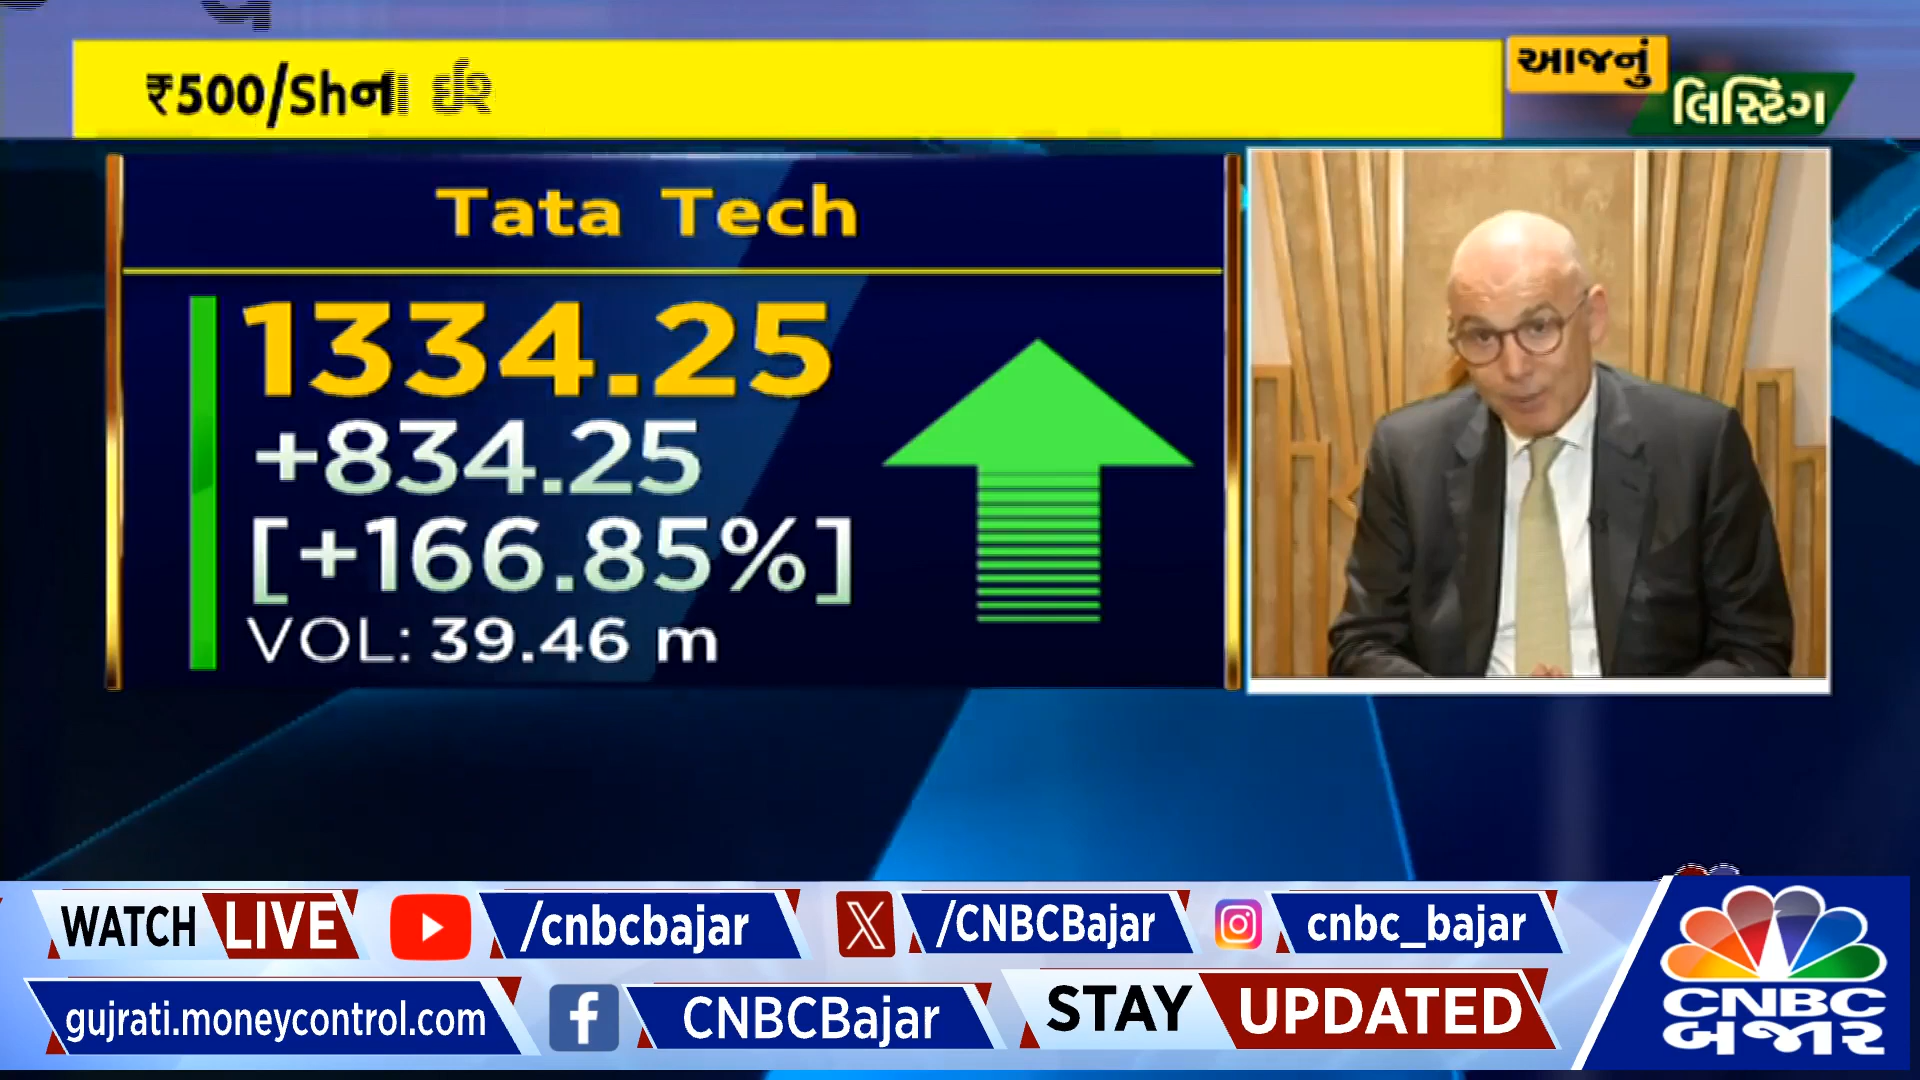 ₹500/Shના ઈશ
આજનું
લિસ્ટિંગ
Tata Tech
1334.25
+834.25
[+166.85%]
VOL: 39.46 m
WATCH LIVE
/cnbcbajar
/CNBCBajar
cnbc_bajar
gujrati.moneycontrol.com
CNBCBajar
STAY UPDATED
CNBC
બજાર